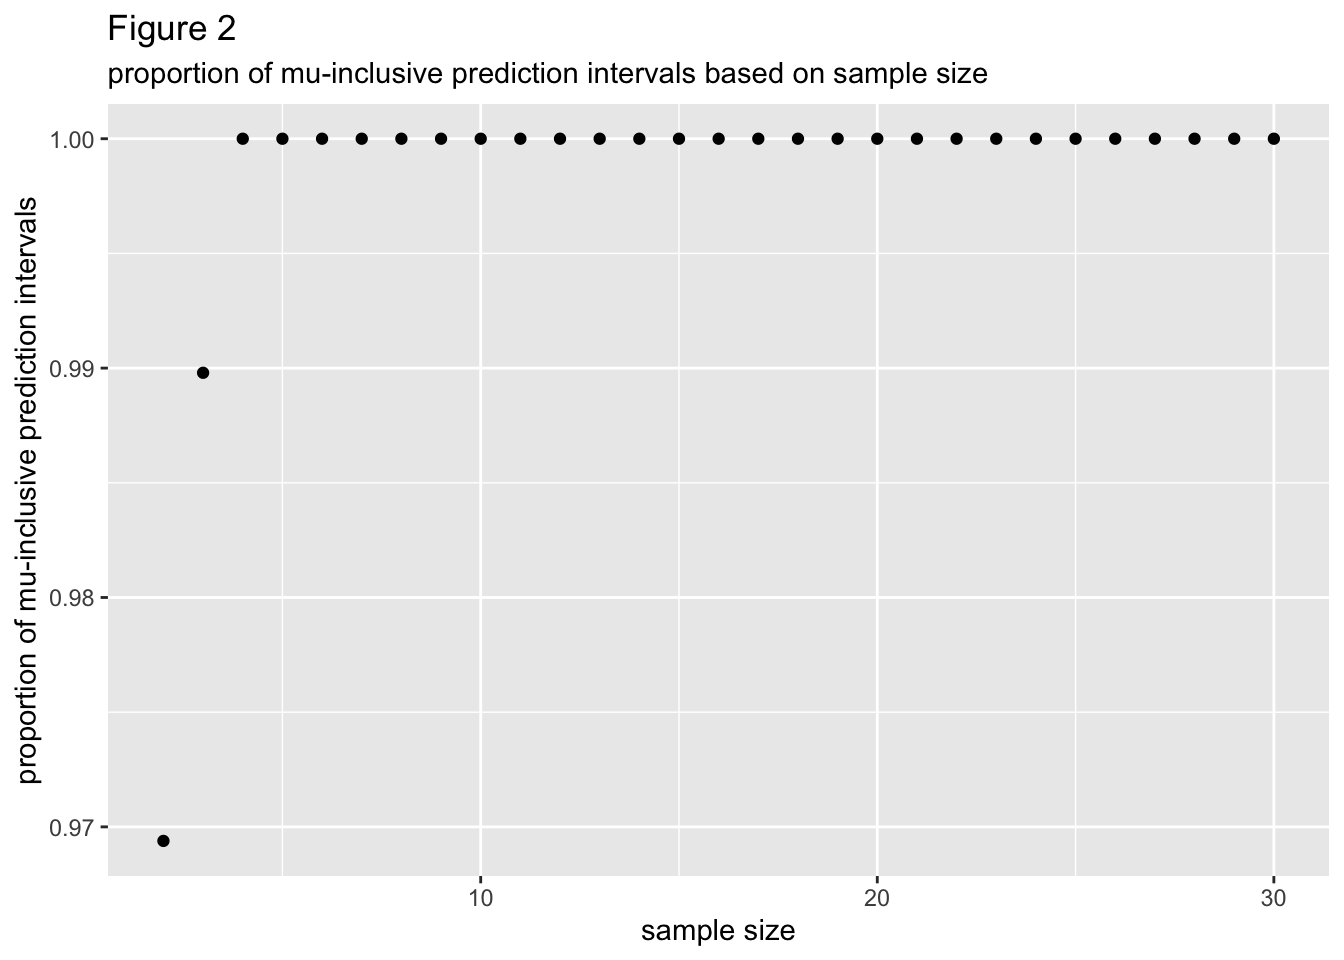 Figure 2
proportion of mu-inclusive prediction intervals based on sample size
proportion of mu-inclusive prediction intervals
1.00
0.99
0.98
0.97
10
20
30
sample size